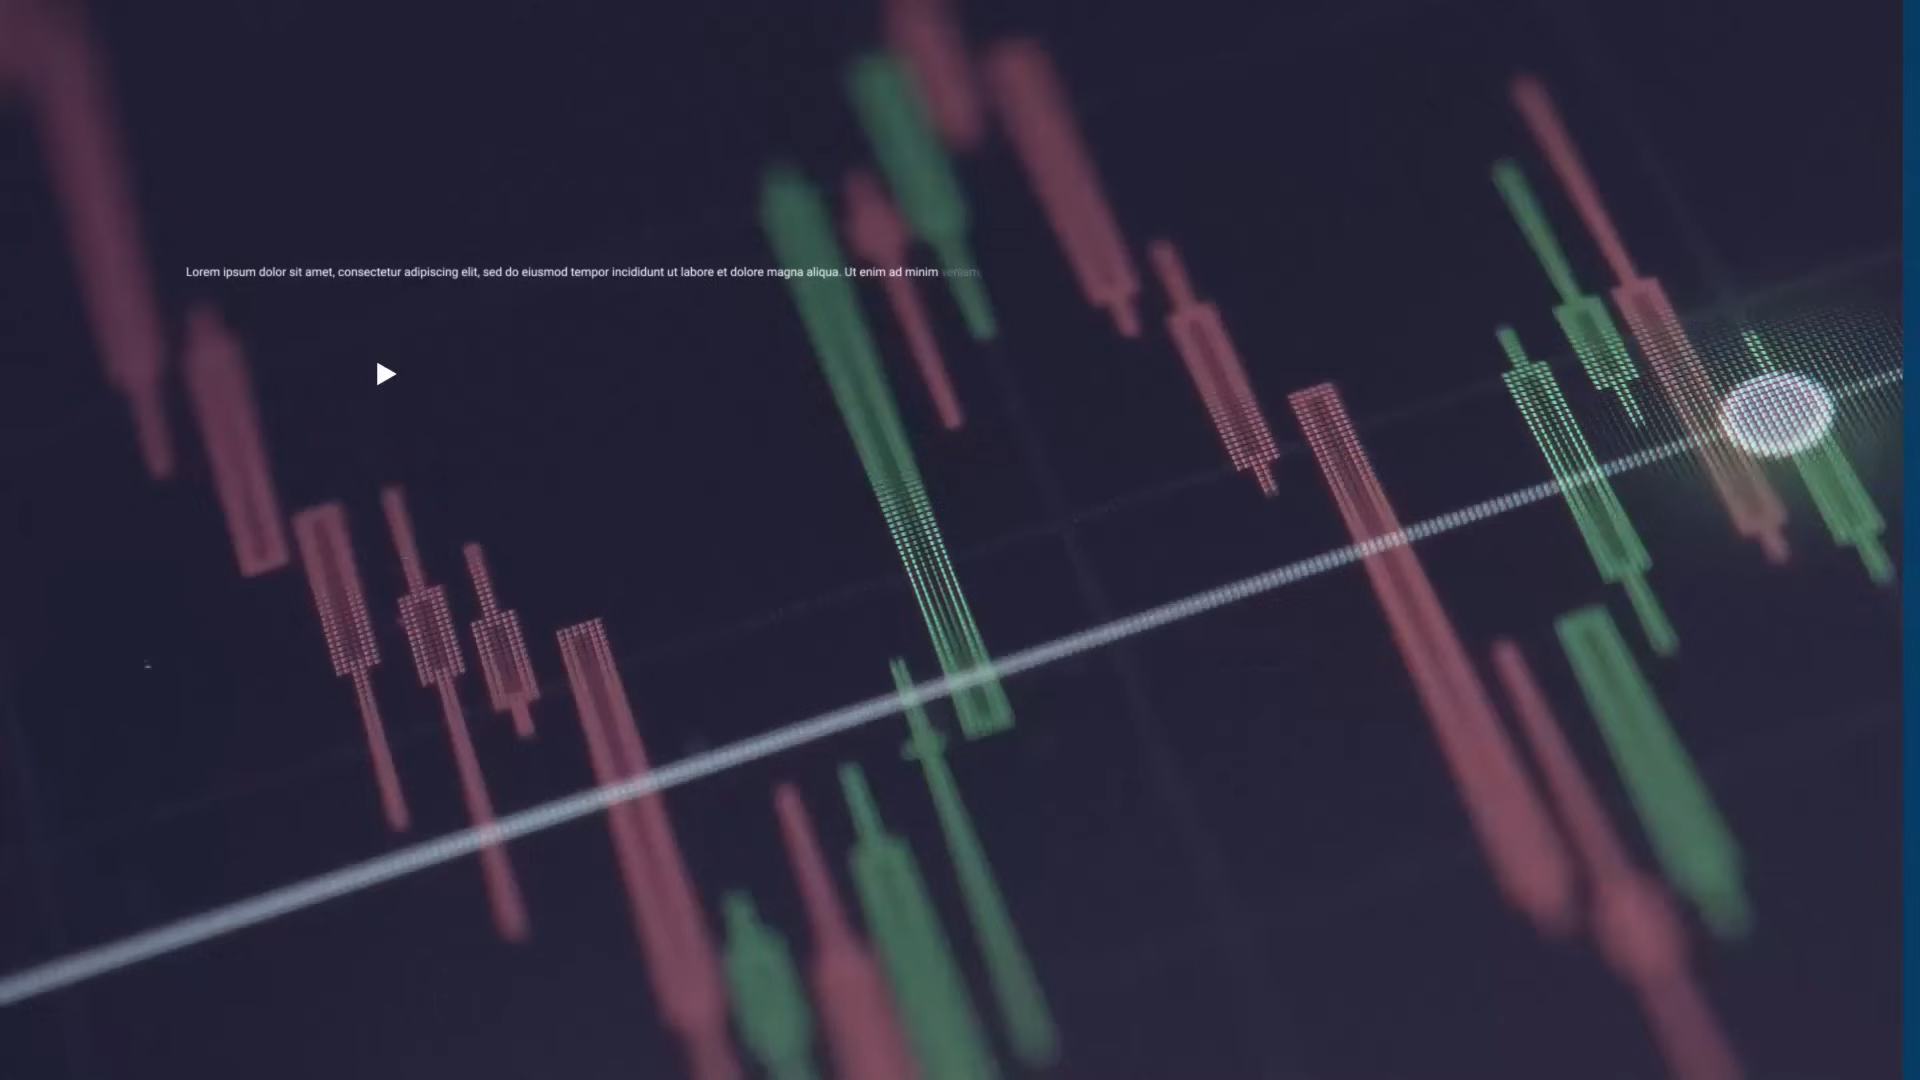 Lorem ipsum dolor sit amet, consectetur adipiscing elit, sed do eiusmod tempor incididunt ut labore et dolore magna aliqua. Ut enim ad minim veniam